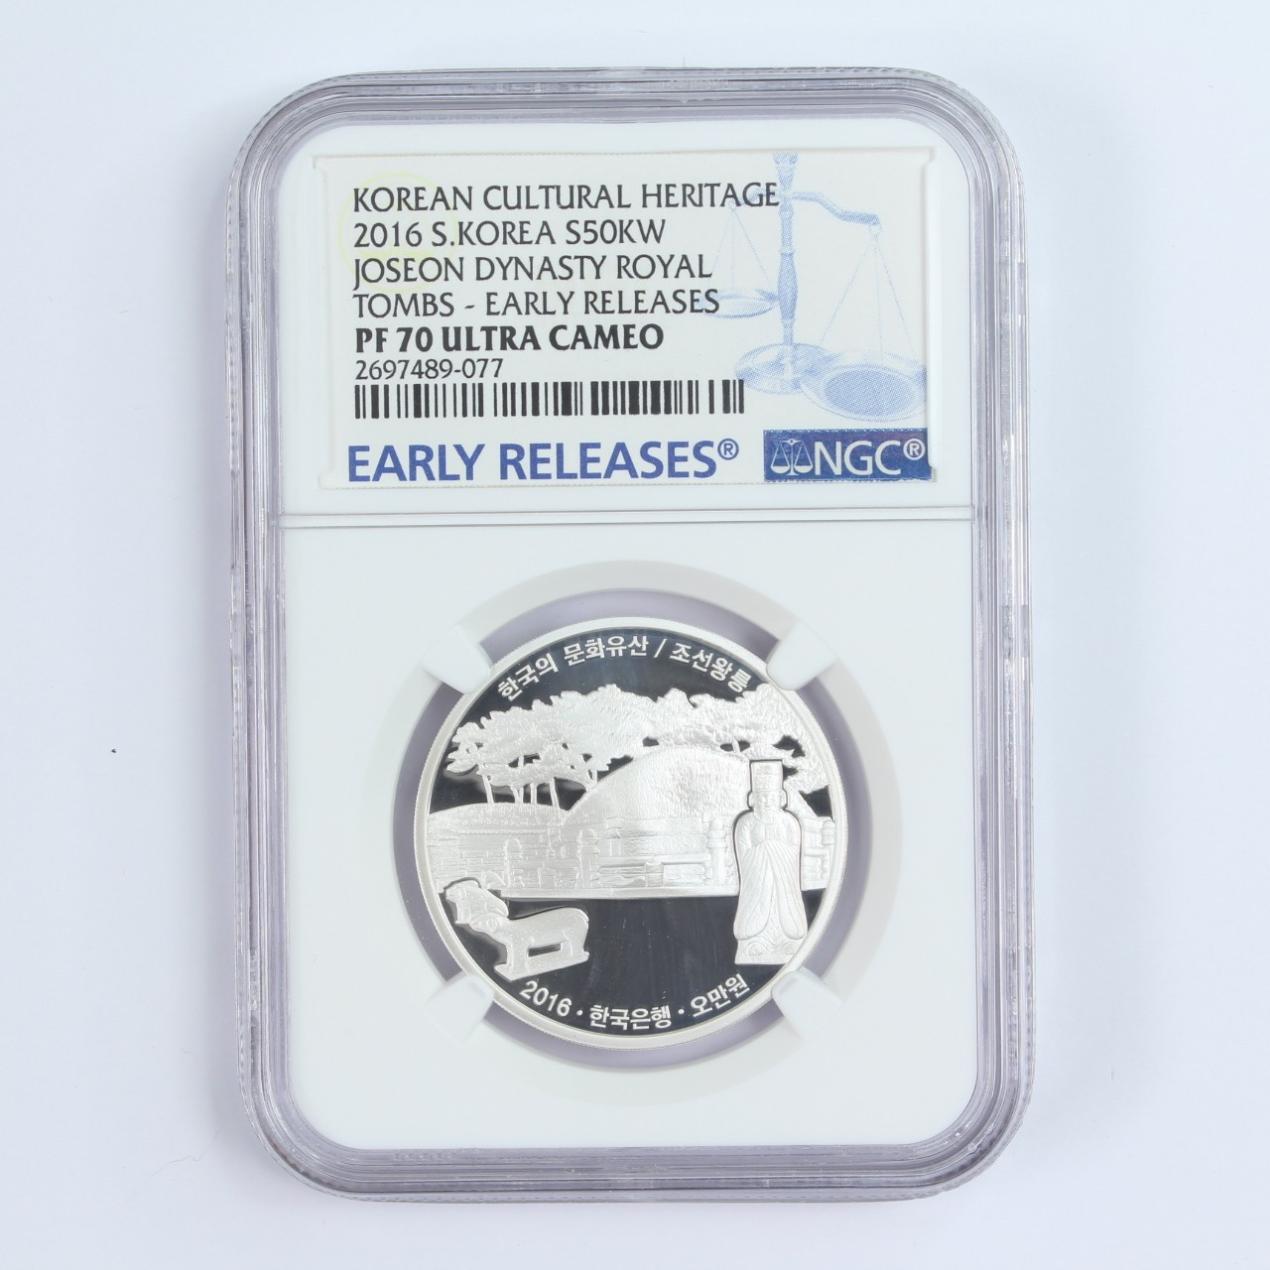 KOREAN CULTURAL HERITAGE
2016 S.KOREA S50KW
JOSEON DYNASTY ROYAL
TOMBS - EARLY RELEASES
PF 70 ULTRA CAMEO
2697489-077
EARLY RELEASES®
NGC®
한국의 문화유산 / 조선왕릉
2016 · 한국은행 · 오만원